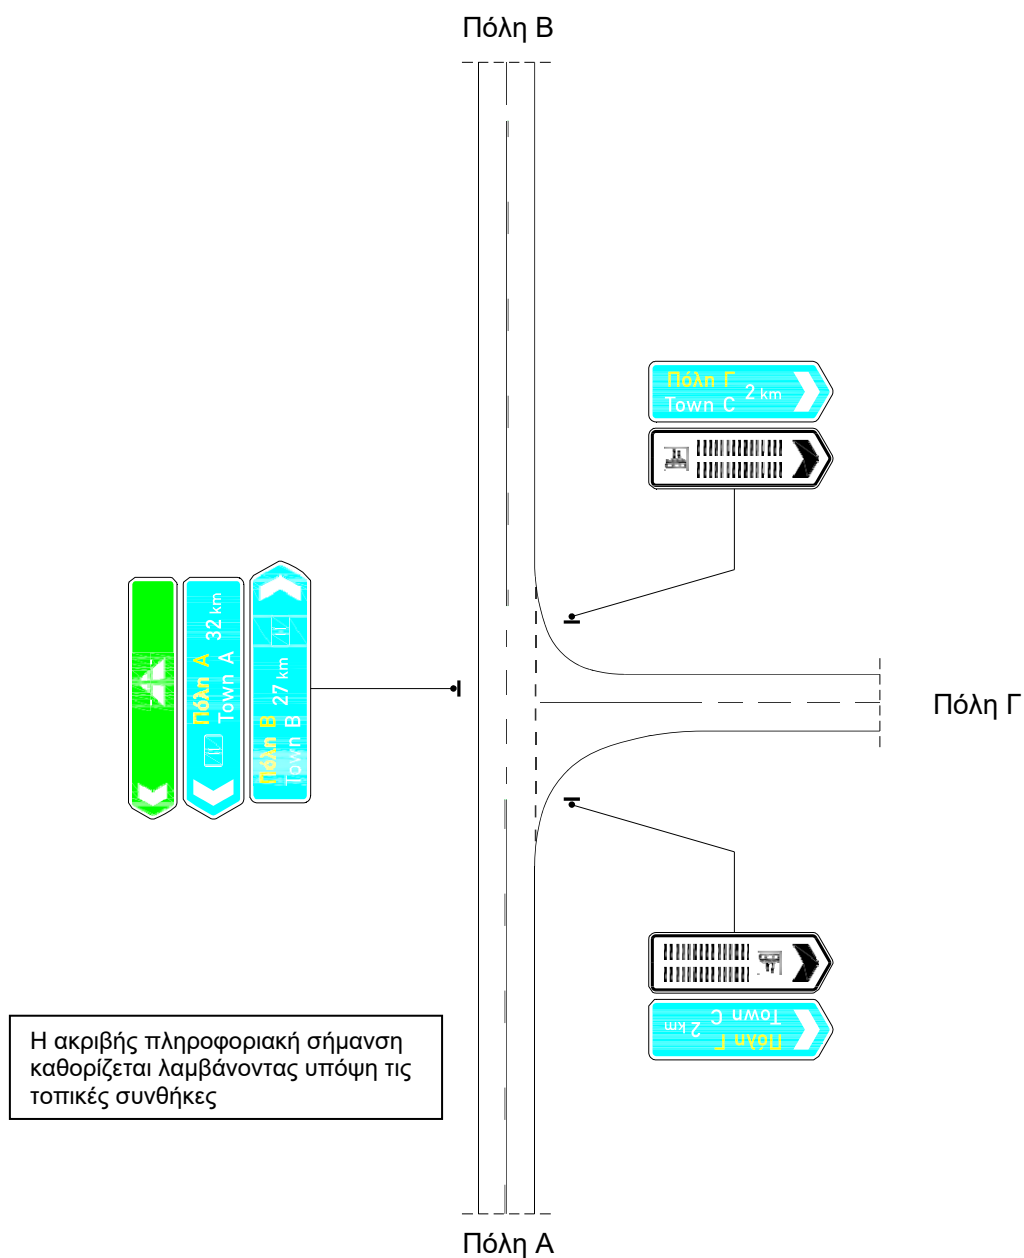 Πόλη Β
Πόλη Γ
Town C
2 km
Πόλη Α
Town A
32 km
Πόλη Β
Town B
27 km
Πόλη Γ
Πόλη Γ
Town C
2 km
Η ακριβής πληροφοριακή σήμανση
καθορίζεται λαμβάνοντας υπόψη τις
τοπικές συνθήκες
Πόλη Α